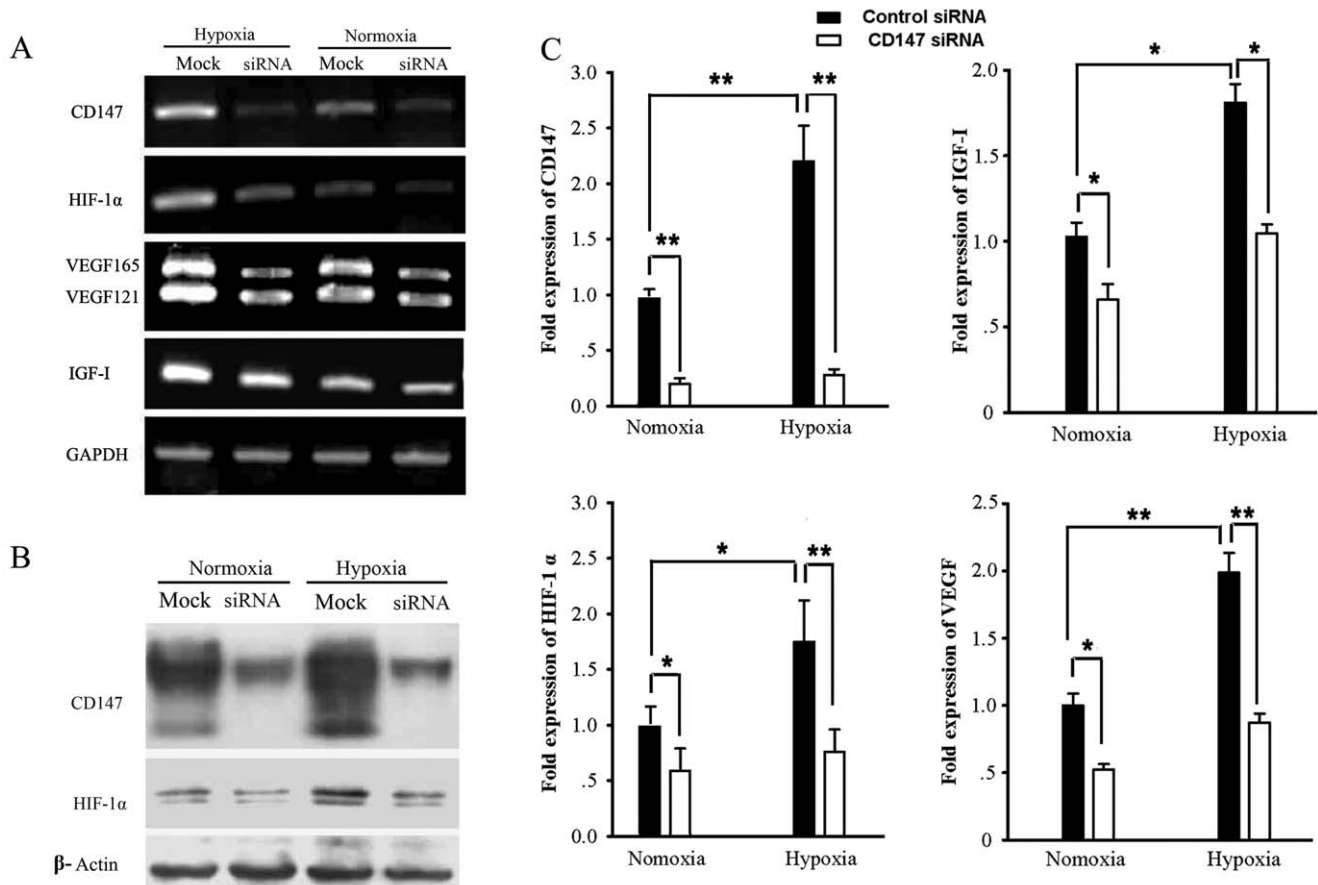 A
Hypoxia Normoxia
Mock siRNA Mock siRNA
CD147
HIF-1α
VEGF165
VEGF121
IGF-I
GAPDH
B
Normoxia Hypoxia
Mock siRNA Mock siRNA
CD147
HIF-1α
β- Actin
C
Control siRNA
CD147 siRNA
Fold expression of CD147
3.0
2.5
2.0
1.5
1.0
.5
0.0
** **
**
Nomoxia Hypoxia
Fold expression of IGF-I
2.0
1.5
1.0
.5
0
* *
*
Nomoxia Hypoxia
Fold expression of HIF-1 α
3.0
2.5
2.0
1.5
1.0
0.5
0.0
* **
*
Nomoxia Hypoxia
Fold expression of VEGF
2.5
2.0
1.5
1.0
.5
0
** **
*
Nomoxia Hypoxia